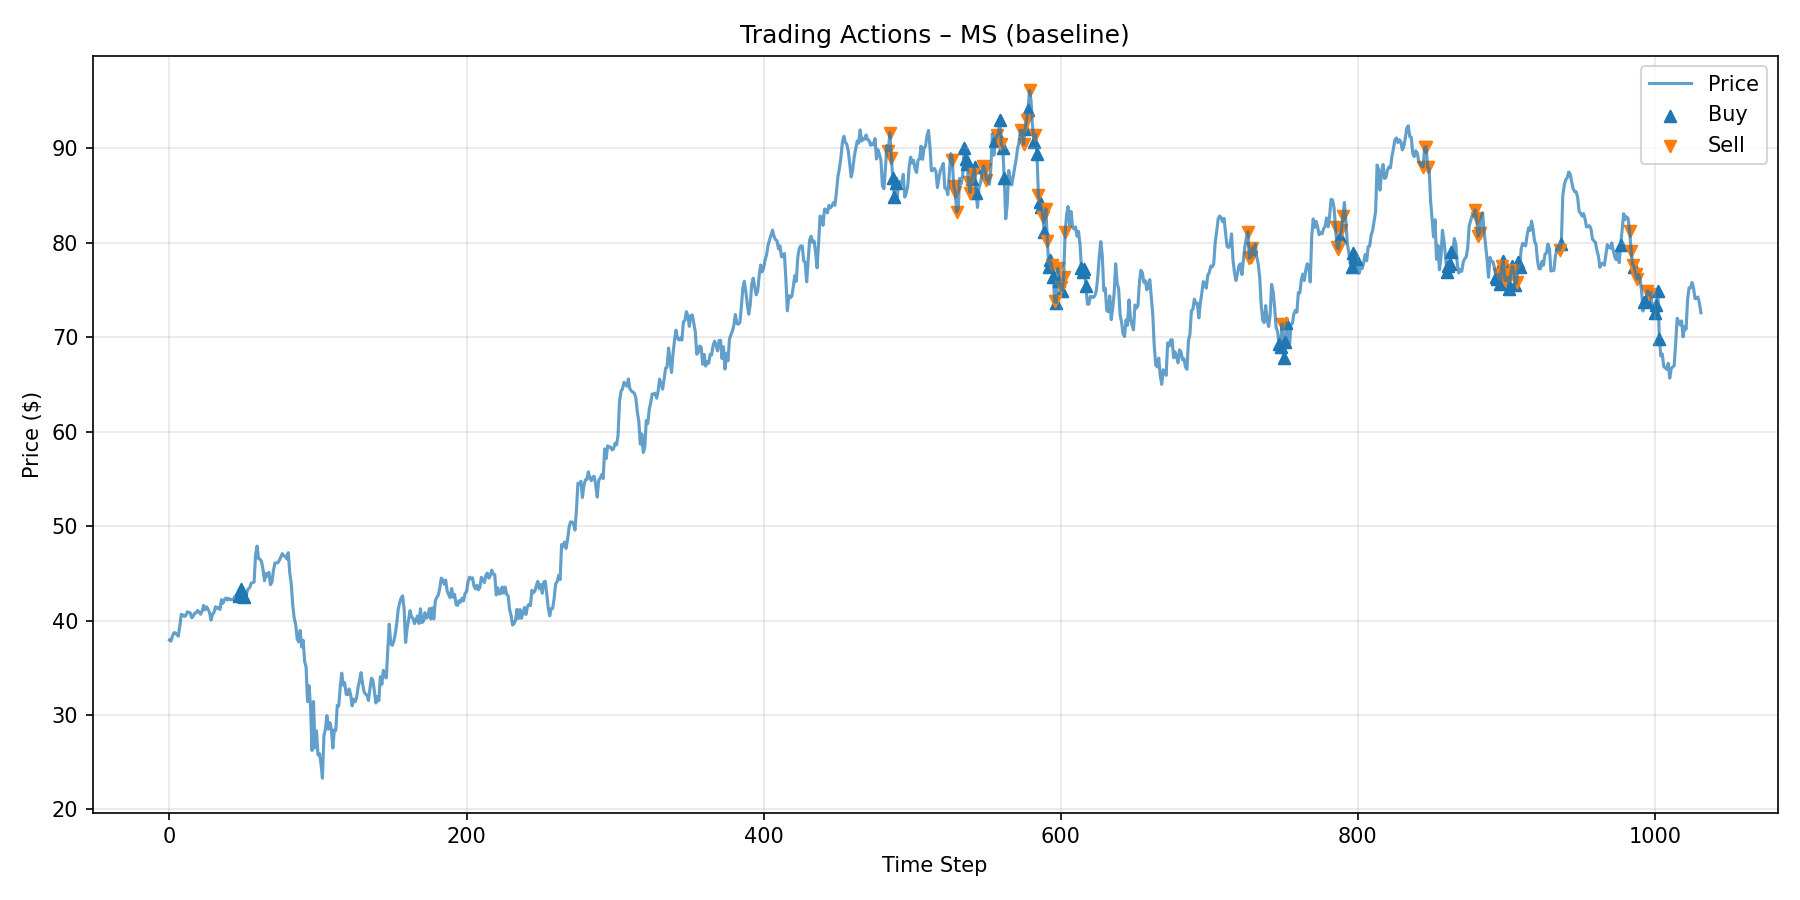 Trading Actions – MS (baseline)
Price
Buy
Sell
Price ($)
90
80
70
60
50
40
30
20
0 200 400 600 800 1000
Time Step